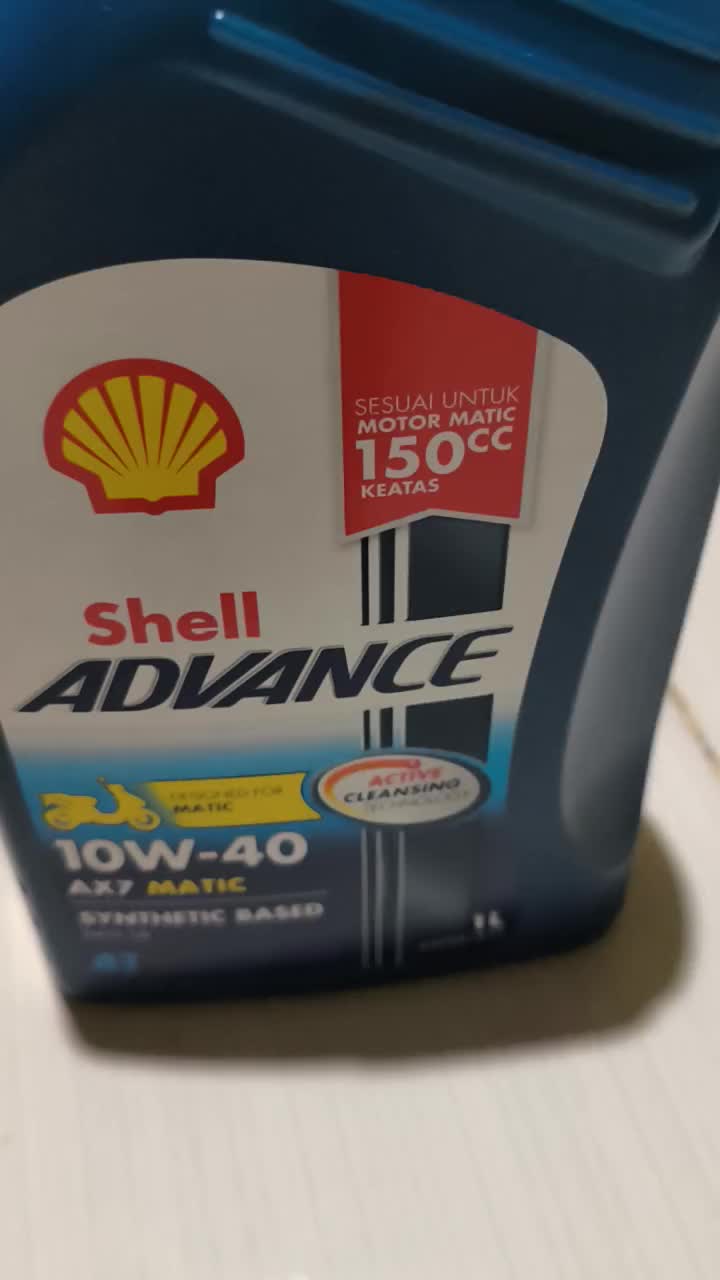 SESUAI UNTUK
MOTOR MATIC
150CC
KEATAS
Shell
ADVANCE
DESIGNED FOR
MATIC
ACTIVE
CLEANSING
TECHNOLOGY
10W-40
AX7 MATIC
SYNTHETIC BASED
1L